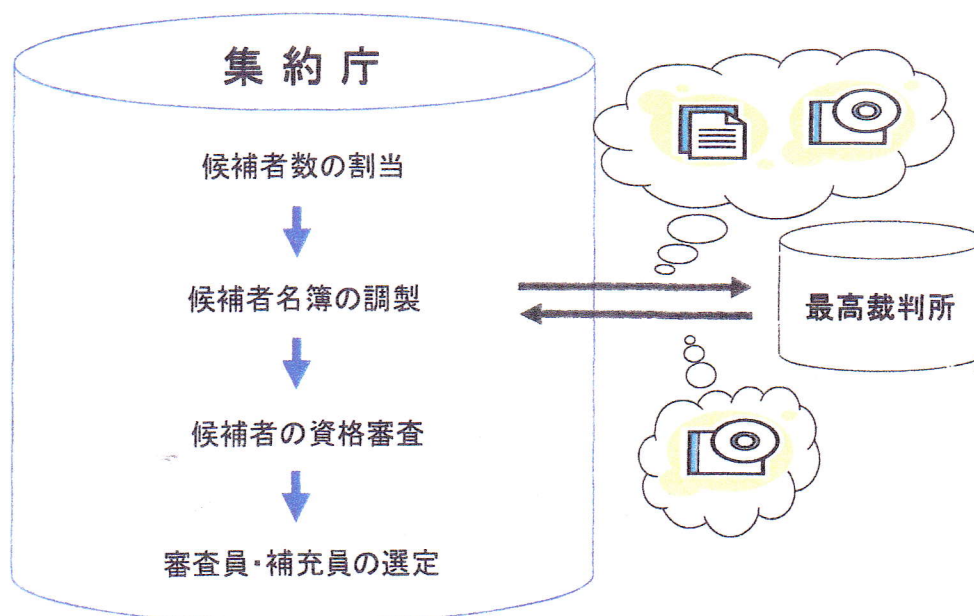 集約庁
候補者数の割当
候補者名簿の調製
最高裁判所
候補者の資格審査
審査員・補充員の選定